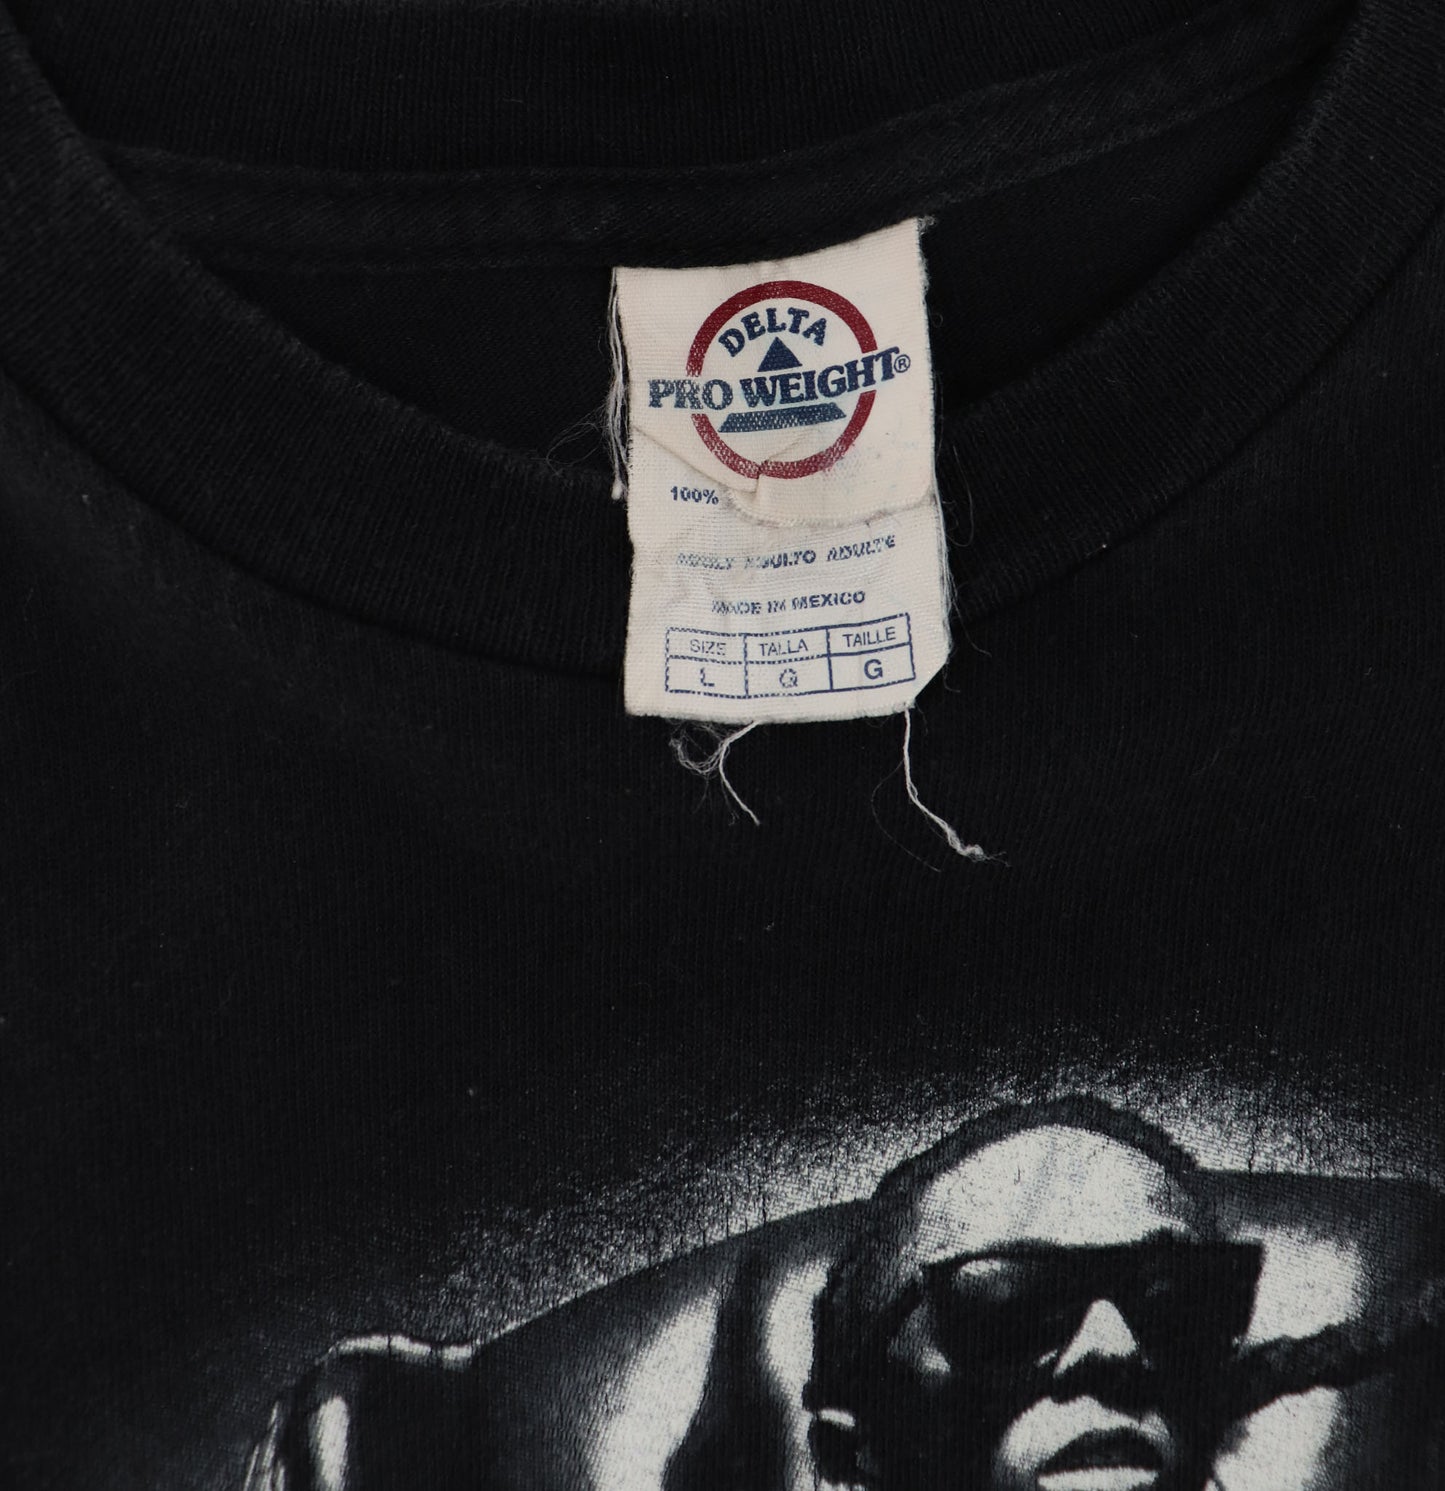 DELTA
PRO WEIGHT®
100%
ADULT ADULTO ADULTE
MADE IN MEXICO
SIZE TALLA TAILLE
L G G